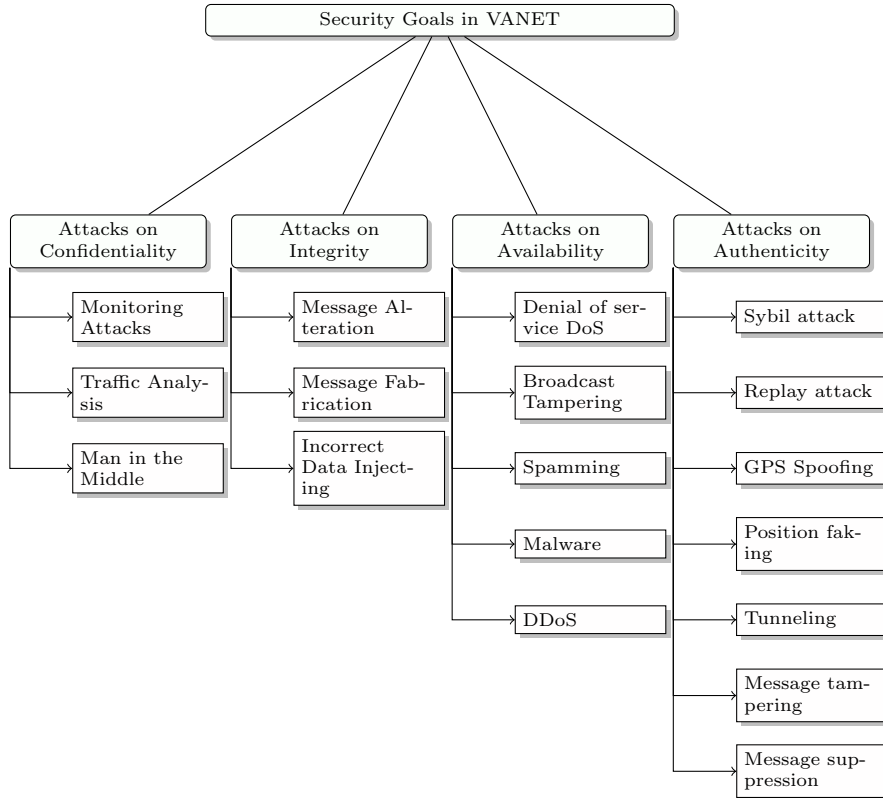 Security Goals in VANET
Attacks on
Confidentiality
Monitoring
Attacks
Traffic Analy-
sis
Man in the
Middle
Attacks on
Integrity
Message Al-
teration
Message Fab-
rication
Incorrect
Data Inject-
ing
Attacks on
Availability
Denial of ser-
vice DoS
Broadcast
Tampering
Spamming
Malware
DDoS
Attacks on
Authenticity
Sybil attack
Replay attack
GPS Spoofing
Position fak-
ing
Tunneling
Message tam-
pering
Message sup-
pression